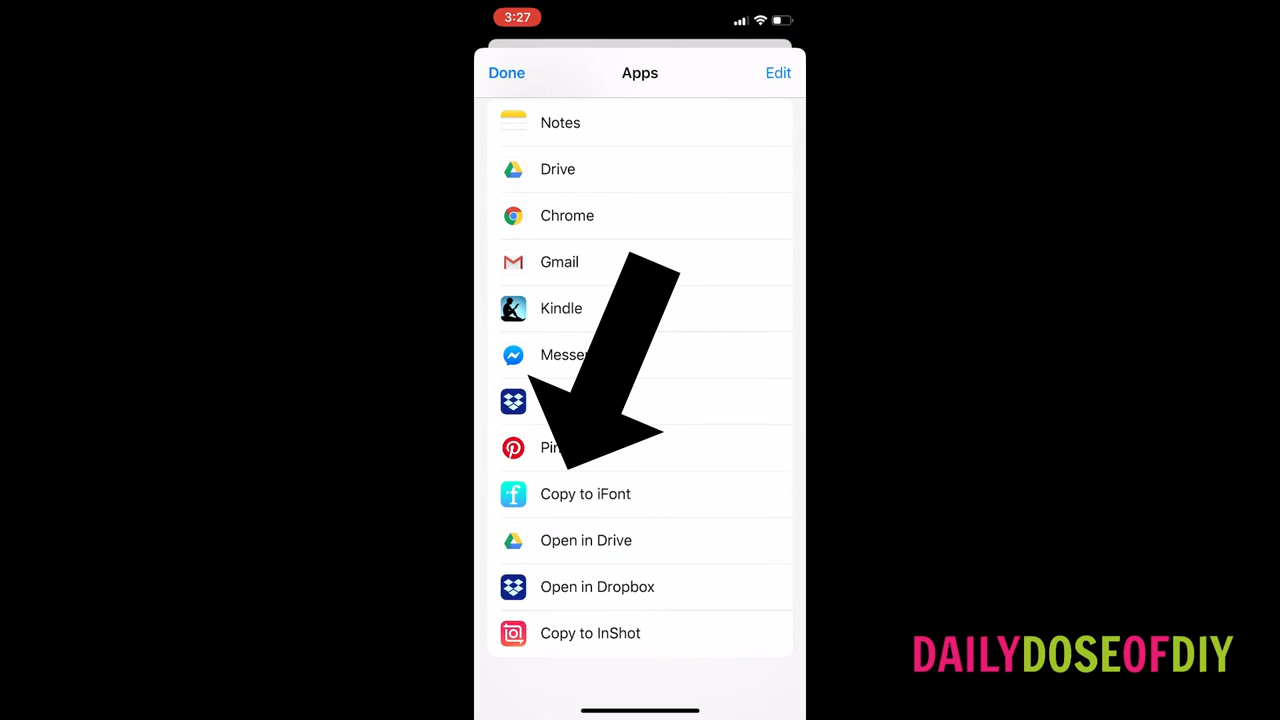 3:27
Done Apps Edit
Notes
Drive
Chrome
Gmail
Kindle
Messe
Pin
Copy to iFont
Open in Drive
Open in Dropbox
Copy to InShot
DAILYDOSEOFDIY